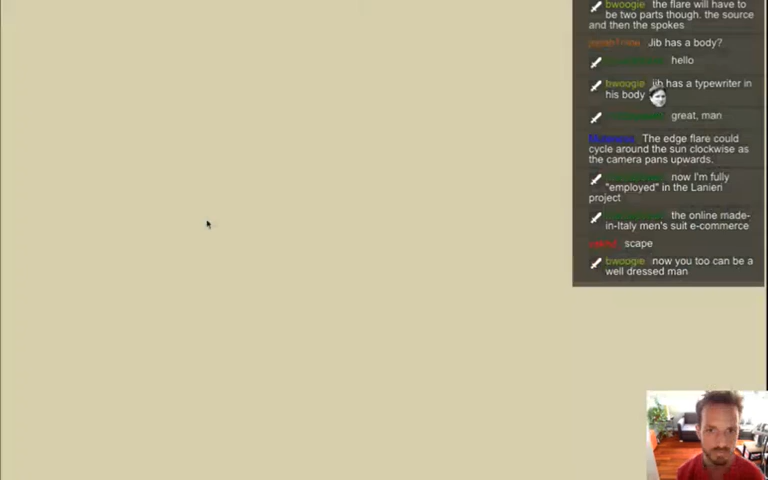 bwoogie the flare will have to
be two parts though. the source
and then the spokes
Jib has a body?
hello
bwoogie jib has a typewriter in
his body
great, man
The edge flare could
cycle around the sun clockwise as
the camera pans upwards.
now I'm fully
"employed" in the Lanieri
project
the online made-
in-Italy men's suit e-commerce
scape
bwoogie now you too can be a
well dressed man